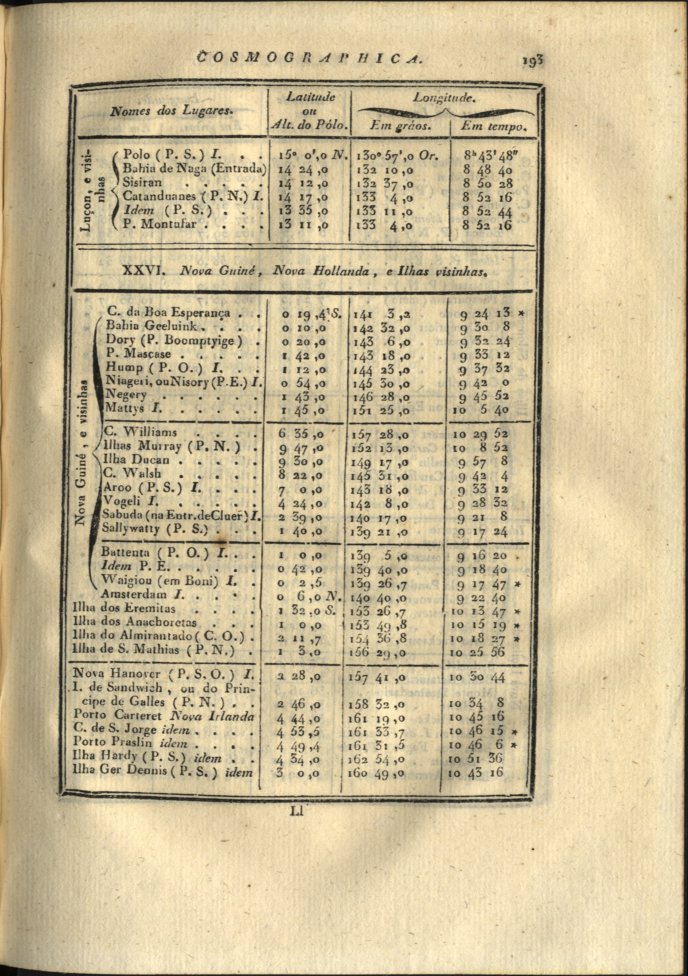 COSMOGRAPHICA. 193
Nomes dos Lugares. Latitude ou Alt. do Pólo. Longitude. Em gráos. Em tempo.
Luçon, e visinhas
Polo (P. S.) I. . . 15° 0',0 N. 130° 57',0 Or. 8h 43' 48"
Bahia de Naga (Entrada) 14 24 ,0 132 10 ,0 8 48 40
Sisiran . . . . . 14 12 ,0 132 37 ,0 8 50 28
Catanduanes (P. N.) I. 14 17 ,0 133 4 ,0 8 52 16
Idem (P. S.) . . . 13 35 ,0 133 11 ,0 8 52 44
P. Montufar . . . . 13 11 ,0 133 4 ,0 8 52 16
XXVI. Nova Guiné, Nova Hollanda, e Ilhas visinhas.
Nova Guiné, e visinhas
C. da Boa Esperança . . 0 19 ,4 S. 141 3 ,2 9 24 13 *
Bahia Geeluink . . . . 0 10 ,0 142 32 ,0 9 30 8
Dory (P. Boomptyige) . 0 20 ,0 143 6 ,0 9 32 24
P. Mascase . . . . . 1 42 ,0 143 18 ,0 9 33 12
Hump (P. O.) I. . . 1 12 ,0 144 23 ,0 9 37 32
Niageri, ou Nisory (P.E.) I. 0 54 ,0 145 30 ,0 9 42 0
Negery . . . . . . 1 43 ,0 146 28 ,0 9 45 52
Mattys I. . . . . . 1 45 ,0 151 25 ,0 10 5 40
C. Williams . . . . 6 35 ,0 157 28 ,0 10 29 52
Ilhas Murray (P. N.) . 9 47 ,0 152 13 ,0 10 8 52
Ilha Ducan . . . . . 9 30 ,0 149 17 ,0 9 57 8
C. Walsh . . . . . 8 22 ,0 145 31 ,0 9 42 4
Aroo (P. S.) I. . . . 7 0 ,0 143 18 ,0 9 33 12
Vogeli I. . . . . . 4 24 ,0 142 8 ,0 9 28 32
Sabuda (na Entr. de Cluer) I. 2 39 ,0 140 17 ,0 9 21 8
Sallywatty (P. S.) . . . 1 40 ,0 139 21 ,0 9 17 24
Battenta (P. O.) I. . . 1 0 ,0 139 5 ,0 9 16 20
Idem P. E. . . . . . 0 42 ,0 139 40 ,0 9 18 40
Waigiou (em Boni) I. . 0 2 ,5 139 26 ,7 9 17 47 *
Amsterdam I. . . . . 0 6 ,0 N. 140 40 ,0 9 22 40
Ilha dos Eremitas . . . . 1 32 ,0 S. 153 26 ,7 10 13 47 *
Ilha dos Anachoretas . . . 1 0 ,0 153 49 ,8 10 15 19 *
Ilha do Almirantado (C. O.) . 2 11 ,7 154 36 ,8 10 18 27 *
Ilha de S. Mathias (P. N.) . 1 3 ,0 156 29 ,0 10 25 56
Nova Hanover (P. S. O.) I. 2 28 ,0 157 41 ,0 10 30 44
I. de Sandwich, ou do Prin-
cipe de Galles (P. N.) . . 2 46 ,0 158 32 ,0 10 34 8
Porto Carteret Nova Irlanda 4 44 ,0 161 19 ,0 10 45 16
C. de S. Jorge idem . . . . 4 53 ,5 161 33 ,7 10 46 15 *
Porto Praslin idem . . . . 4 49 ,4 161 31 ,5 10 46 6 *
Ilha Hardy (P. S.) idem . . 4 34 ,0 162 54 ,0 10 51 36
Ilha Ger Dennis (P. S.) idem 3 0 ,0 160 49 ,0 10 43 16
Ll